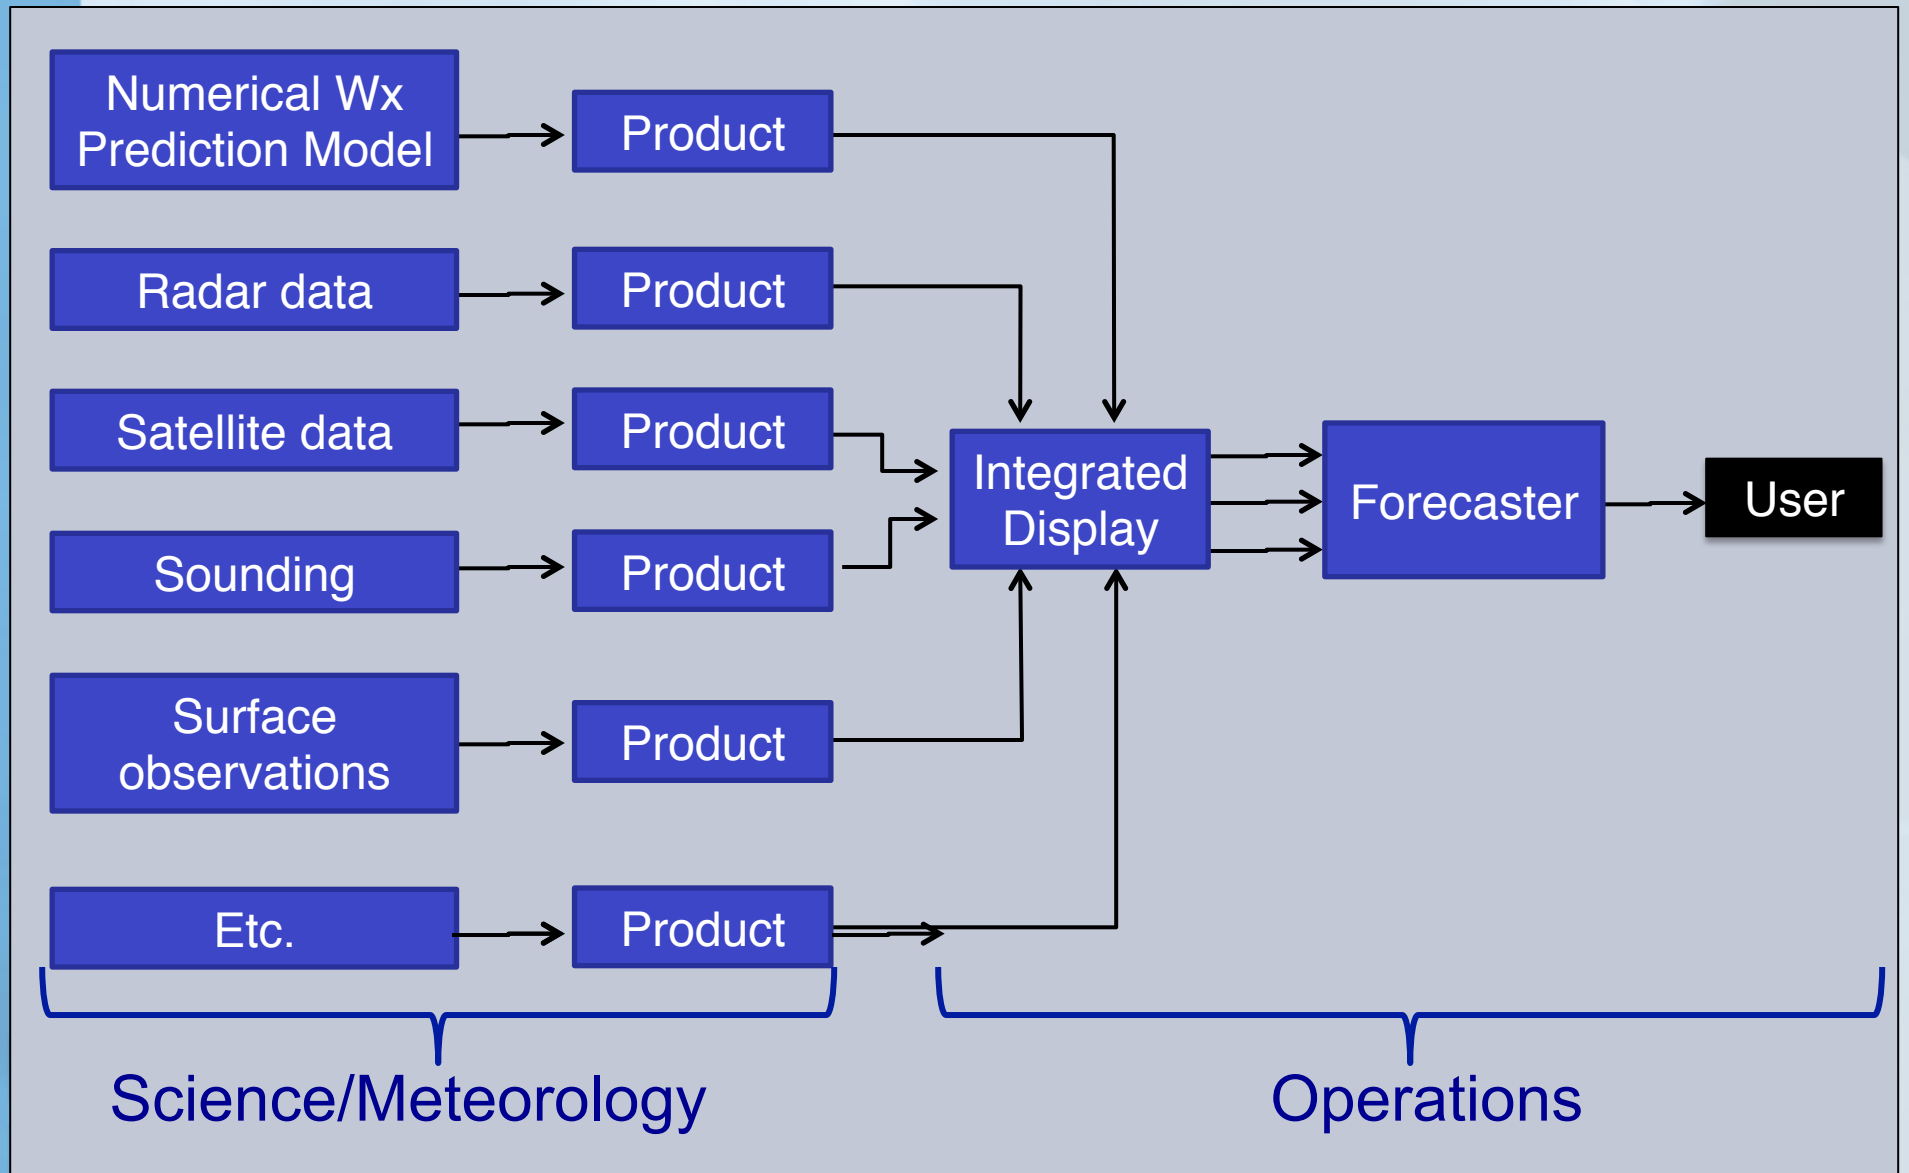 Numerical Wx
Prediction Model
Product
Radar data
Product
Satellite data
Product
Sounding
Product
Surface
observations
Product
Etc.
Product
Integrated
Display
Forecaster
User
Science/Meteorology
Operations